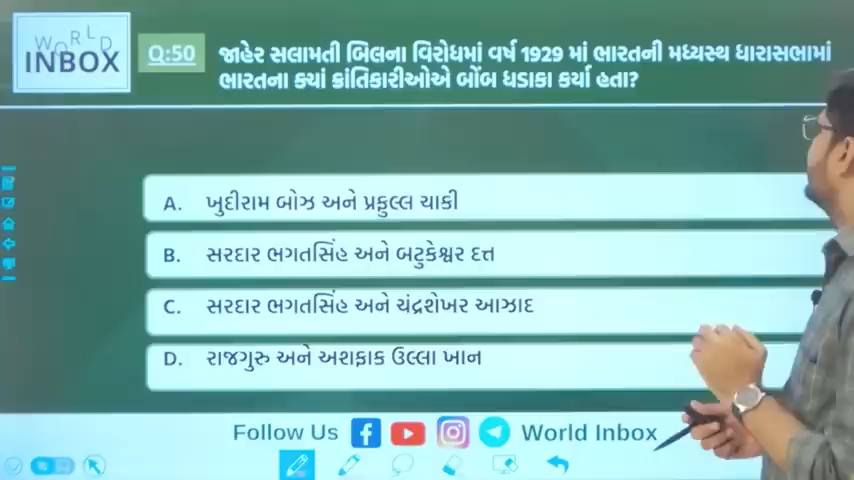 WORLD
INBOX
Q:50
જાહેર સલામતી બિલના વિરોધમાં વર્ષ 1929 માં ભારતની મધ્યસ્થ ધારાસભામાં
ભારતના ક્યાં ક્રાંતિકારીઓએ બોંબ ધડાકા કર્યા હતા?
A. ખુદીરામ બોઝ અને પ્રફુલ્લ ચાકી
B. સરદાર ભગતસિંહ અને બટુકેશ્વર દત્ત
C. સરદાર ભગતસિંહ અને ચંદ્રશેખર આઝાદ
D. રાજગુરુ અને અશફાક ઉલ્લા ખાન
Follow Us World Inbox